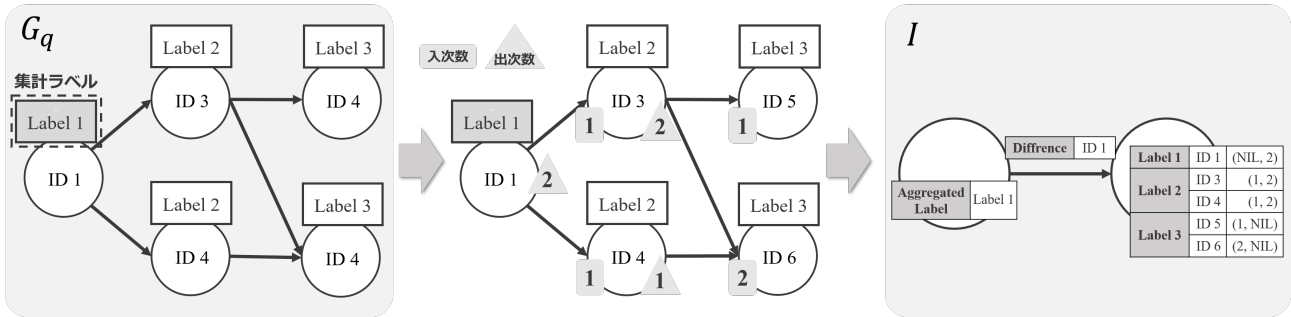 G_q
集計ラベル
Label 1
ID 1
Label 2
ID 3
Label 3
ID 4
Label 2
ID 4
Label 3
ID 4
入次数
出次数
Label 1
ID 1
2
Label 2
ID 3
1
2
Label 3
ID 5
1
Label 2
ID 4
1
1
Label 3
ID 6
2
I
Aggregated
Label
Label 1
Diffrence ID 1
Label 1 ID 1 (NIL, 2)
Label 2 ID 3 (1, 2)
ID 4 (1, 2)
Label 3 ID 5 (1, NIL)
ID 6 (2, NIL)